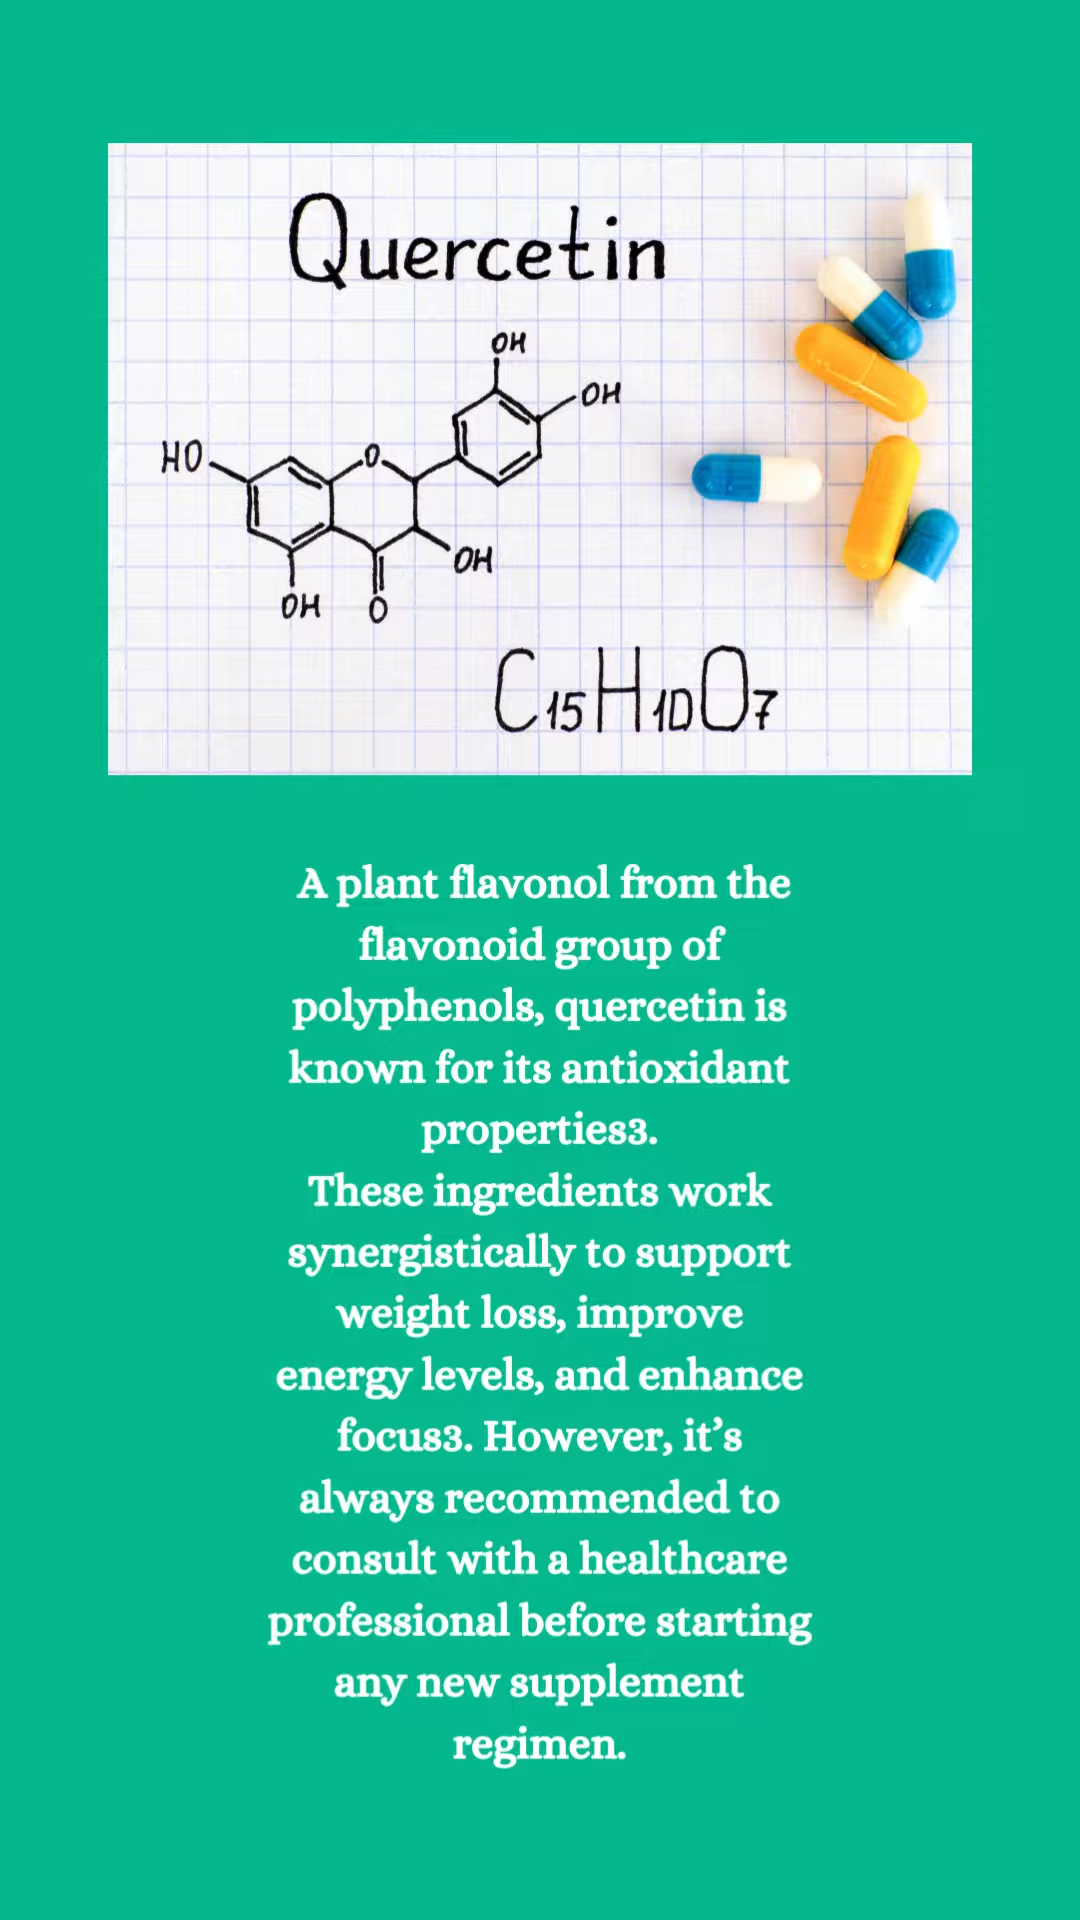 Quercetin
OH
OH
HO
O
OH
OH
O
C15H10O7
A plant flavonol from the
flavonoid group of
polyphenols, quercetin is
known for its antioxidant
properties3.
These ingredients work
synergistically to support
weight loss, improve
energy levels, and enhance
focus3. However, it’s
always recommended to
consult with a healthcare
professional before starting
any new supplement
regimen.